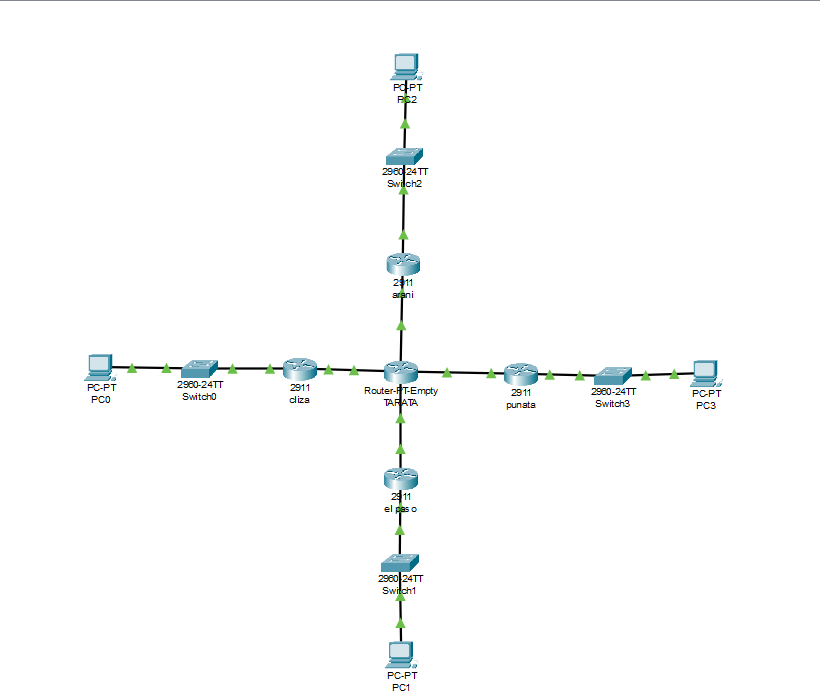 PC-PT
PC2
2960-24TT
Switch2
2911
arani
PC-PT
PC0
2960-24TT
Switch0
2911
cliza
Router-PT-Empty
TARATA
2911
punata
2960-24TT
Switch3
PC-PT
PC3
2911
el paso
2960-24TT
Switch1
PC-PT
PC1